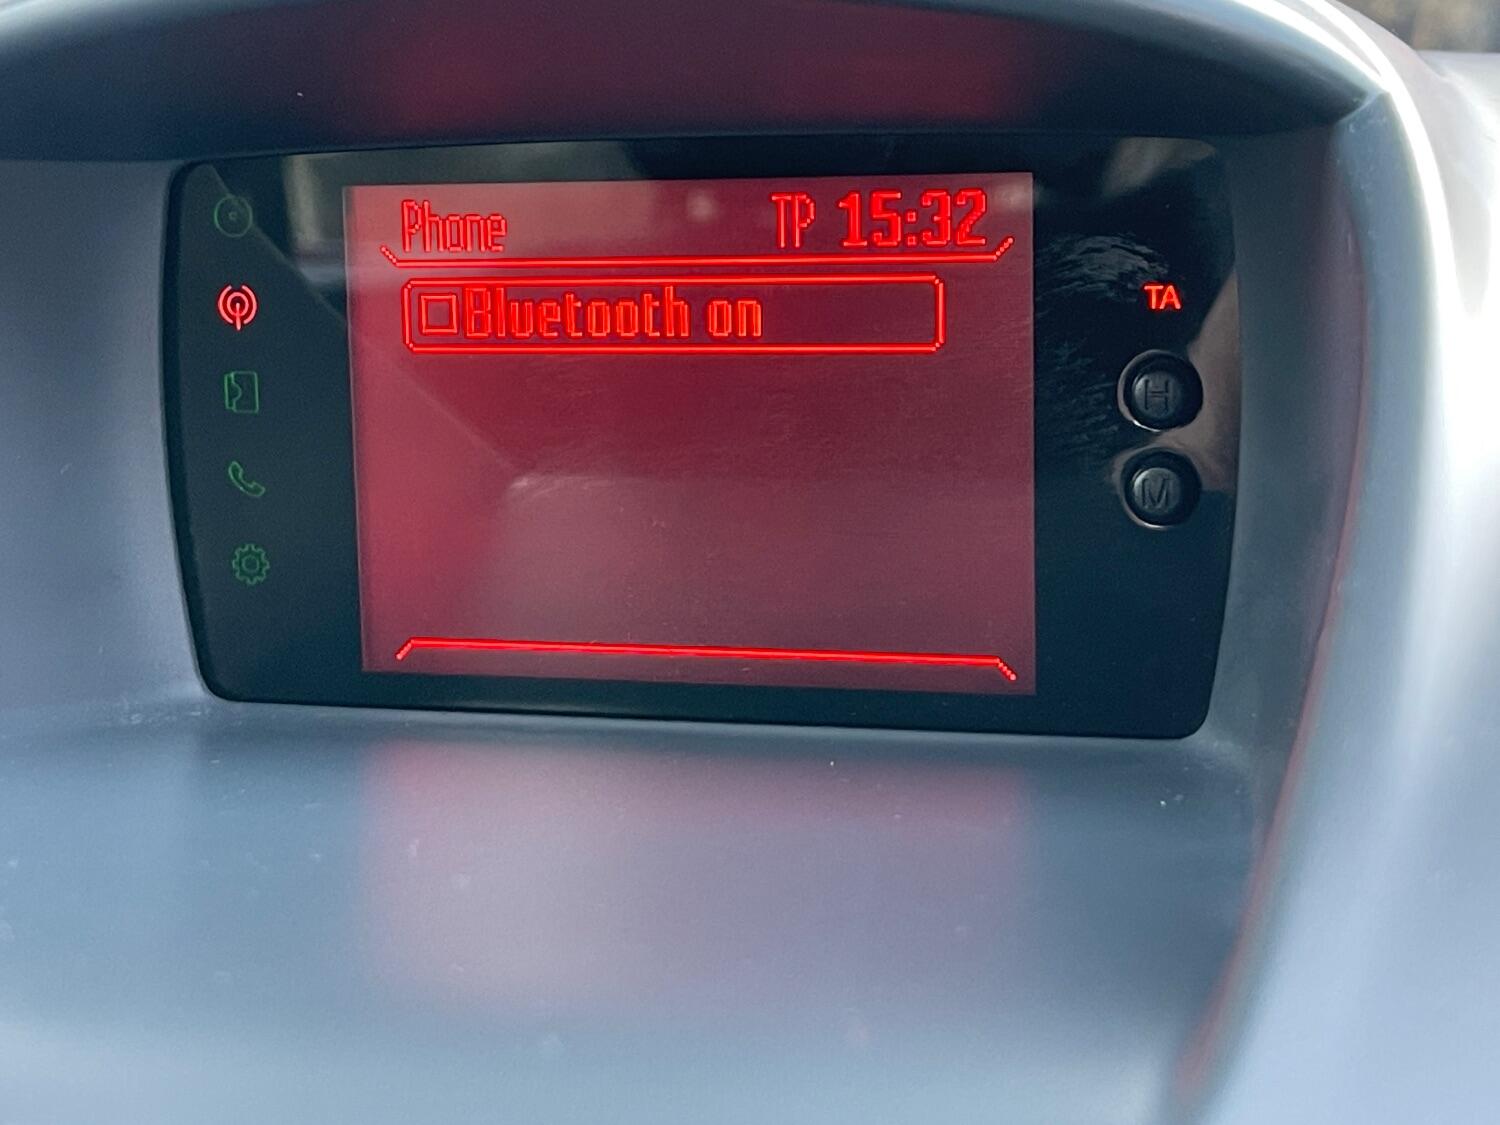 Phone TP 15:32
Bluetooth on
TA
H
M